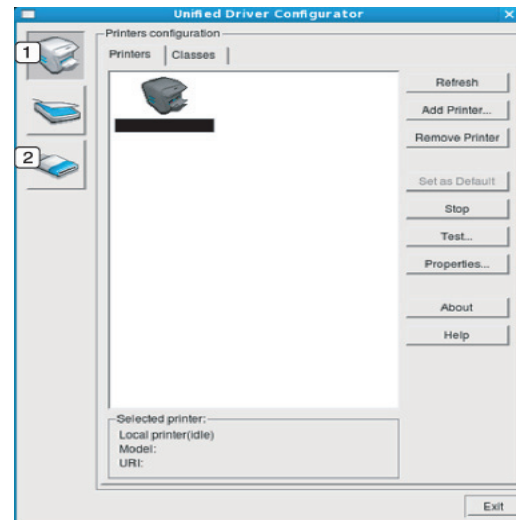 Unified Driver Configurator
1
2
Printers configuration
Printers Classes
Refresh
Add Printer...
Remove Printer
Set as Default
Stop
Test...
Properties...
About
Help
Selected printer:
Local printer(idle)
Model:
URI:
Exit